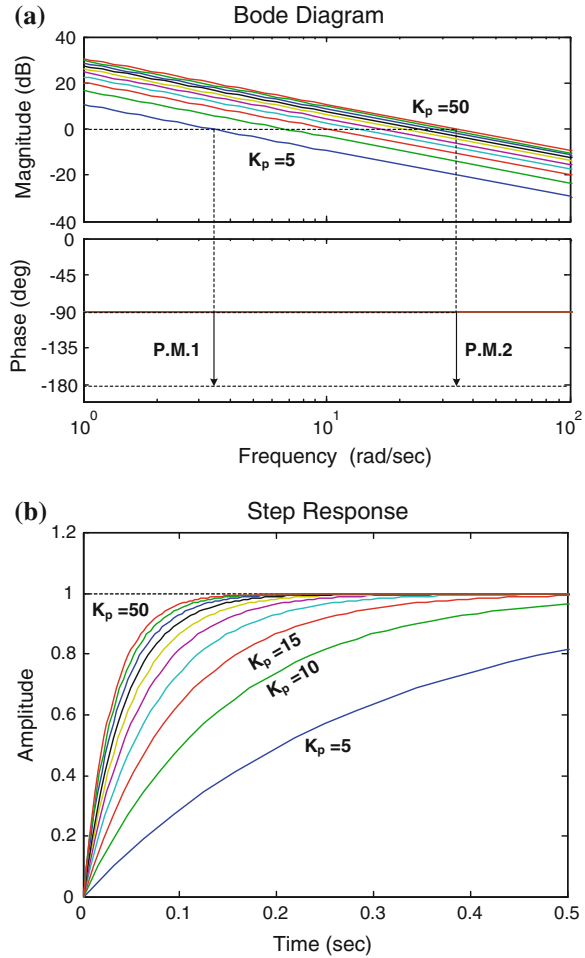 (a)
Bode Diagram
Magnitude (dB)
40
20
0
-20
-40
Kp =50
Kp =5
Phase (deg)
0
-45
-90
-135
-180
P.M.1
P.M.2
10^0
10^1
10^2
Frequency (rad/sec)
(b)
Step Response
Amplitude
1.2
1
0.8
0.6
0.4
0.2
0
Kp =50
Kp =15
Kp =10
Kp =5
0
0.1
0.2
0.3
0.4
0.5
Time (sec)